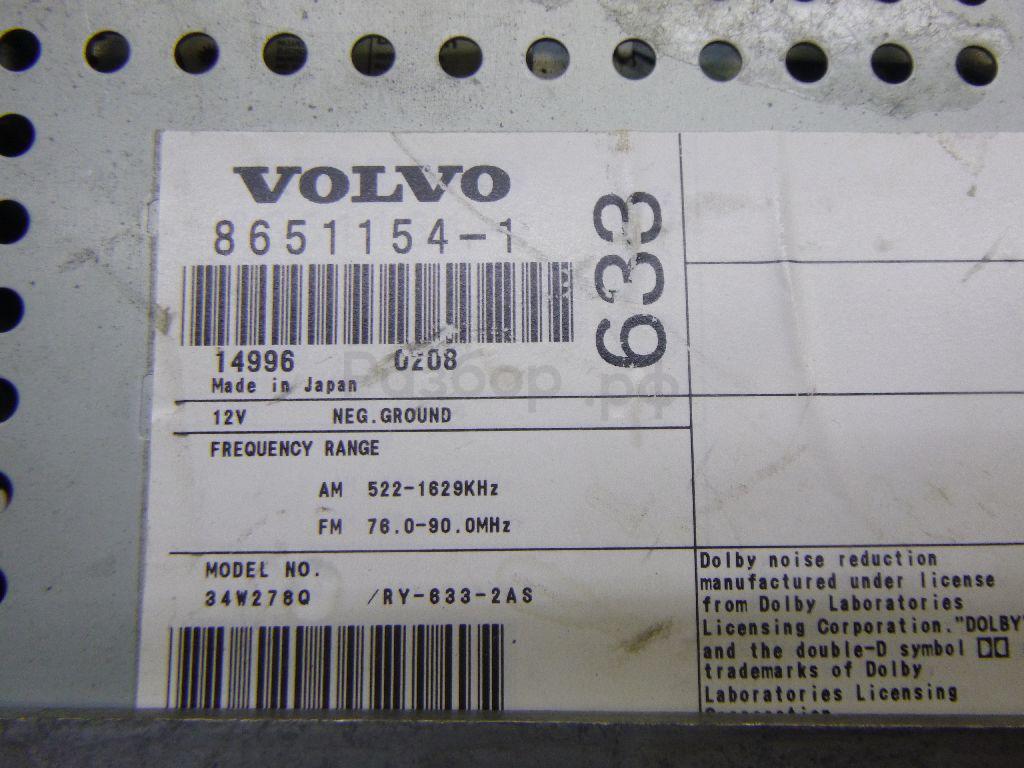 VOLVO
8651154-1
633
14996 0208
Made in Japan
Разбор.рф
12V NEG.GROUND
FREQUENCY RANGE
AM 522-1629KHz
FM 76.0-90.0MHz
MODEL NO.
34W278Q /RY-633-2AS
Dolby noise reduction
manufactured under license
from Dolby Laboratories
Licensing Corporation."DOLBY"
and the double-D symbol
trademarks of Dolby
Laboratories Licensing